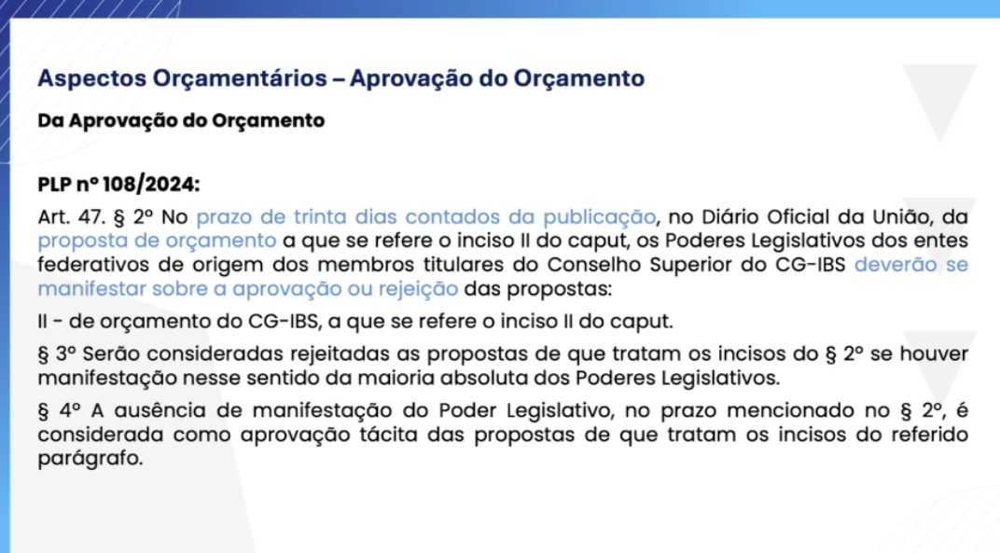 Aspectos Orçamentários – Aprovação do Orçamento
Da Aprovação do Orçamento
PLP nº 108/2024:
Art. 47. § 2º No prazo de trinta dias contados da publicação, no Diário Oficial da União, da
proposta de orçamento a que se refere o inciso II do caput, os Poderes Legislativos dos entes
federativos de origem dos membros titulares do Conselho Superior do CG-IBS deverão se
manifestar sobre a aprovação ou rejeição das propostas:
II - de orçamento do CG-IBS, a que se refere o inciso II do caput.
§ 3º Serão consideradas rejeitadas as propostas de que tratam os incisos do § 2º se houver
manifestação nesse sentido da maioria absoluta dos Poderes Legislativos.
§ 4º A ausência de manifestação do Poder Legislativo, no prazo mencionado no § 2º, é
considerada como aprovação tácita das propostas de que tratam os incisos do referido
parágrafo.